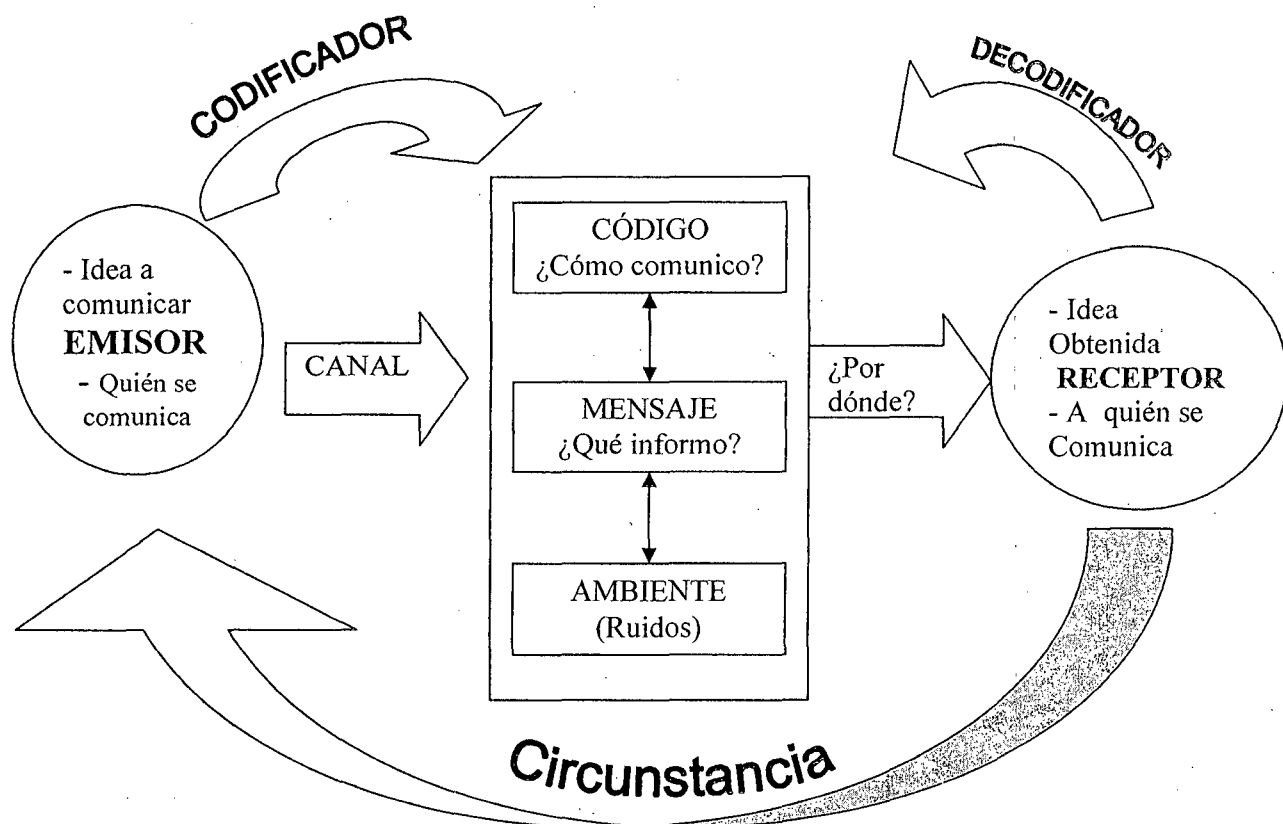 CODIFICADOR
DECODIFICADOR
- Idea a
comunicar
EMISOR
- Quién se
comunica
CANAL
CÓDIGO
¿Cómo comunico?
MENSAJE
¿Qué informo?
AMBIENTE
(Ruidos)
¿Por
dónde?
- Idea
Obtenida
RECEPTOR
- A quién se
Comunica
Circunstancia